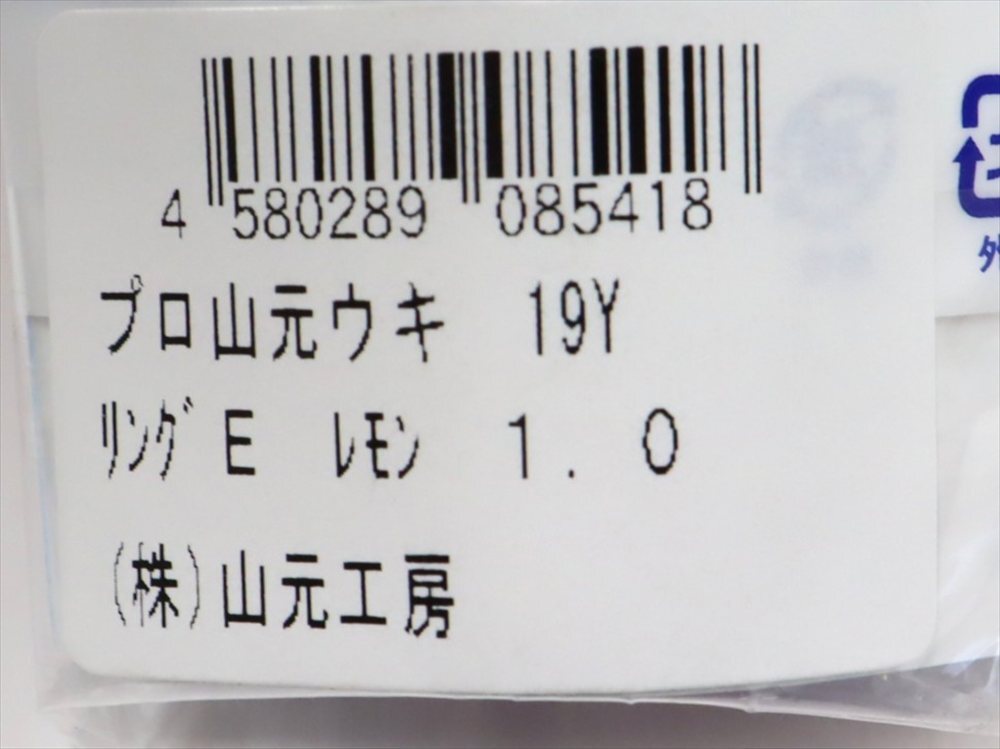 4 580289 085418
プロ山元ウキ 19Y
ﾘﾝｸﾞ E ﾚﾓﾝ 1. 0
(株)山元工房
外